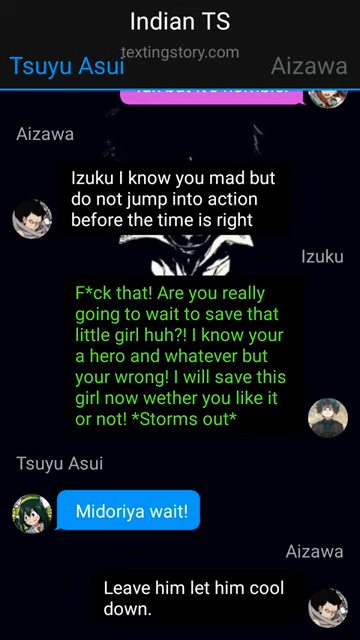 Indian TS
textingstory.com
Tsuyu Asui
Aizawa
Aizawa
Izuku I know you mad but
do not jump into action
before the time is right
Izuku
F*ck that! Are you really
going to wait to save that
little girl huh?! I know your
a hero and whatever but
your wrong! I will save this
girl now wether you like it
or not! *Storms out*
Tsuyu Asui
Midoriya wait!
Aizawa
Leave him let him cool
down.